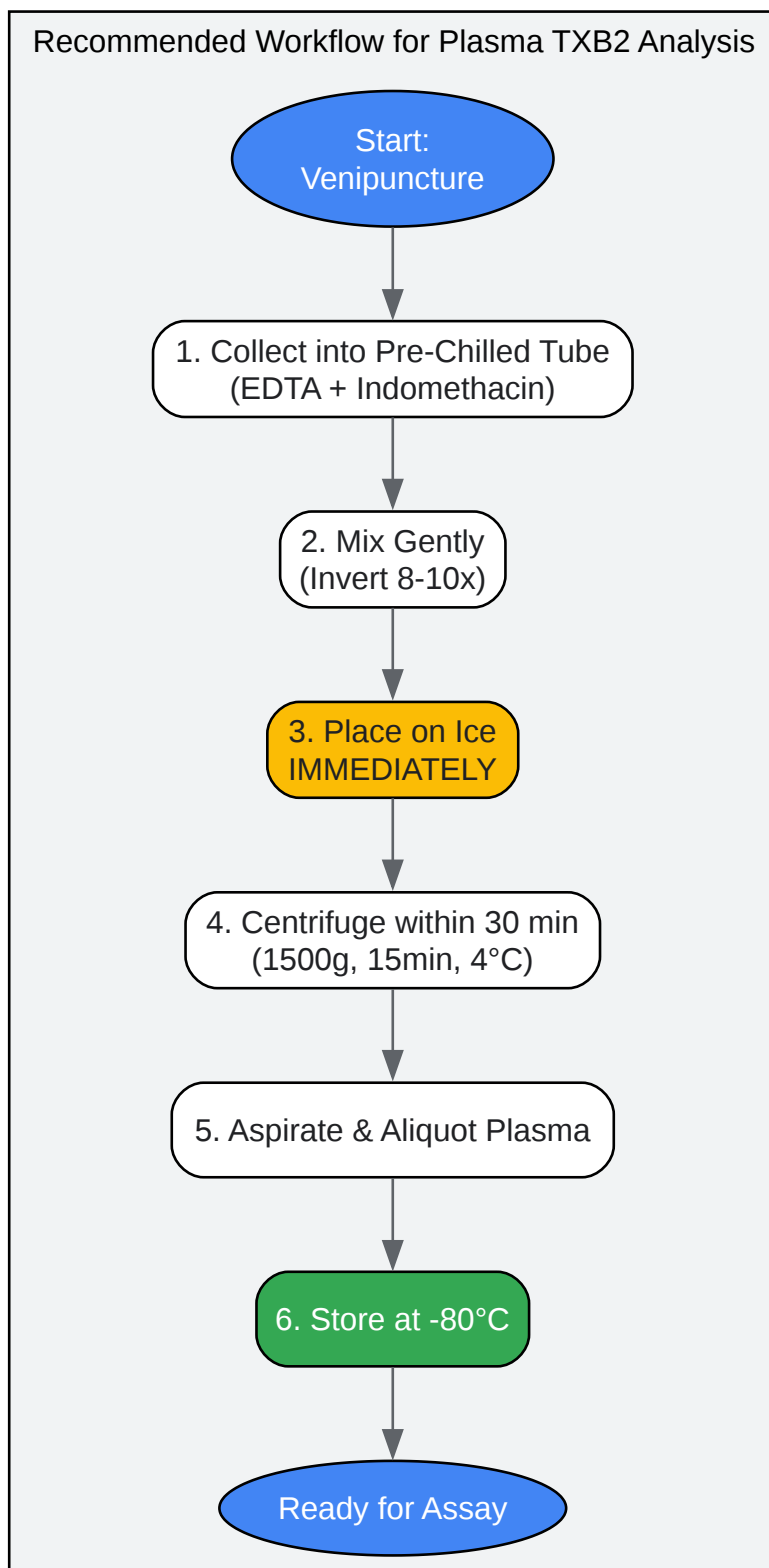 Recommended Workflow for Plasma TXB2 Analysis
Start:
Venipuncture
1. Collect into Pre-Chilled Tube
(EDTA + Indomethacin)
2. Mix Gently
(Invert 8-10x)
3. Place on Ice
IMMEDIATELY
4. Centrifuge within 30 min
(1500g, 15min, 4°C)
5. Aspirate & Aliquot Plasma
6. Store at -80°C
Ready for Assay